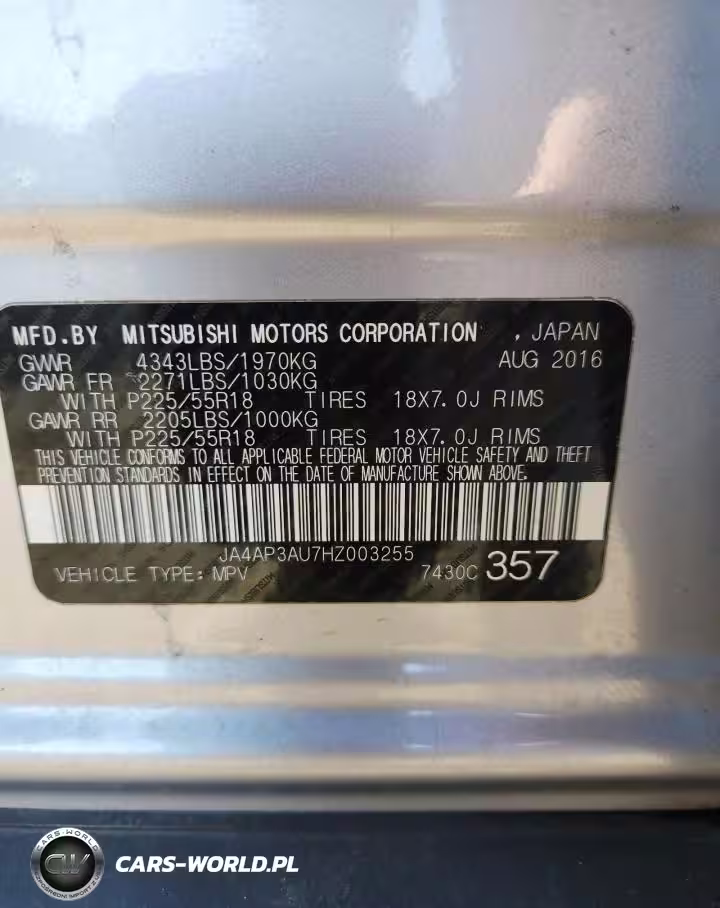 MFD.BY MITSUBISHI MOTORS CORPORATION , JAPAN
GVWR 4343LBS/1970KG AUG 2016
GAWR FR 2271LBS/1030KG
WITH P225/55R18 TIRES 18X7.0J RIMS
GAWR RR 2205LBS/1000KG
WITH P225/55R18 TIRES 18X7.0J RIMS
THIS VEHICLE CONFORMS TO ALL APPLICABLE FEDERAL MOTOR VEHICLE SAFETY AND THEFT
PREVENTION STANDARDS IN EFFECT ON THE DATE OF MANUFACTURE SHOWN ABOVE.
JA4AP3AU7HZ003255
VEHICLE TYPE: MPV 7430C 357
CARS-WORLD
CW
CARS-WORLD.PL